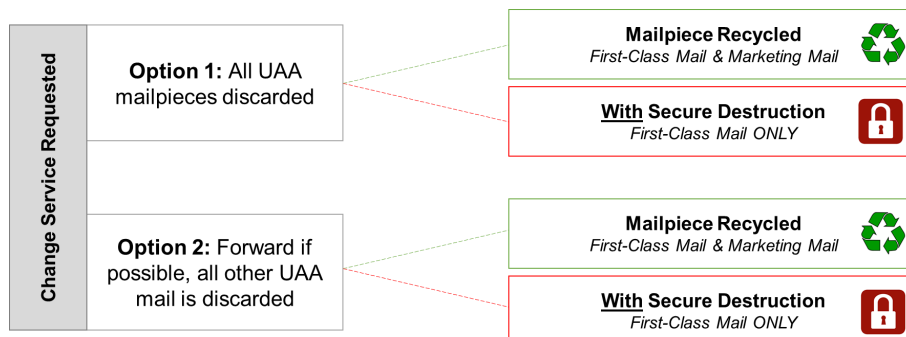 Change Service Requested
Option 1: All UAA
mailpieces discarded
Mailpiece Recycled
First-Class Mail & Marketing Mail
With Secure Destruction
First-Class Mail ONLY
Option 2: Forward if
possible, all other UAA
mail is discarded
Mailpiece Recycled
First-Class Mail & Marketing Mail
With Secure Destruction
First-Class Mail ONLY